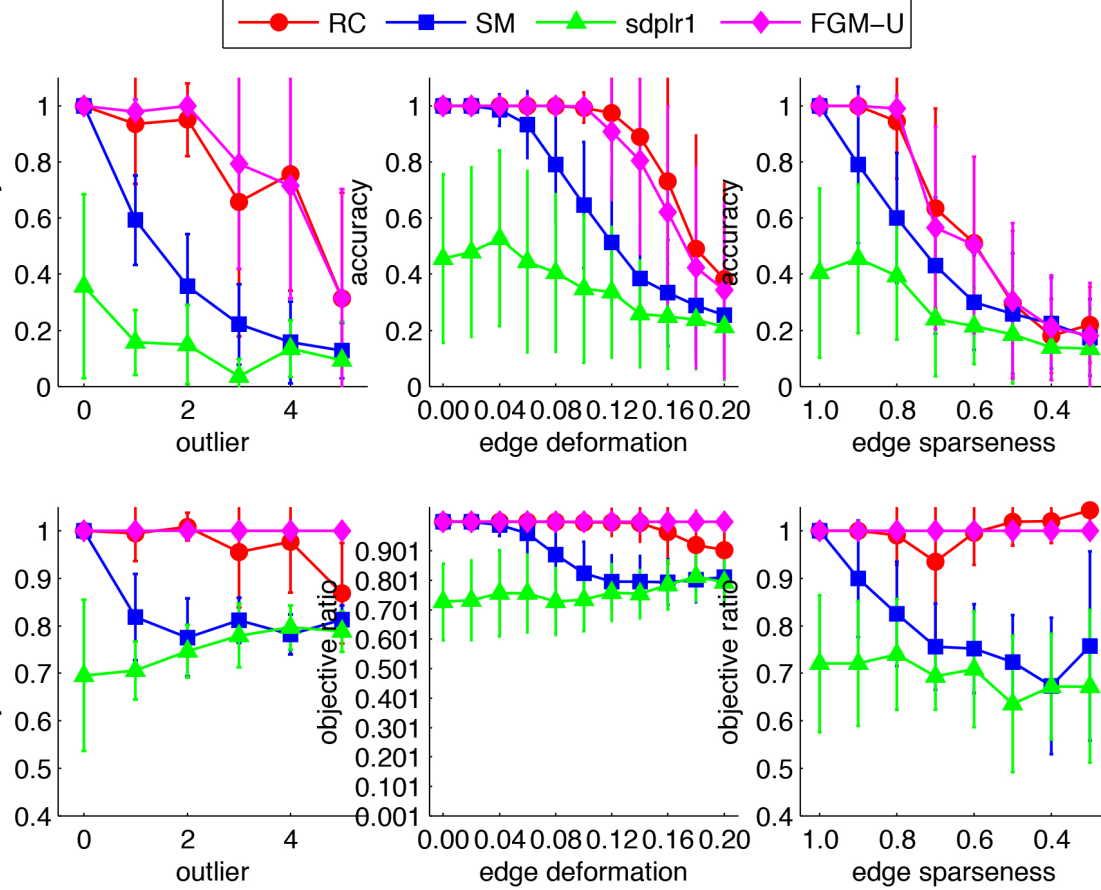 RC SM sdplr1 FGM−U
1
0.8
0.6
0.4
0.2
0
0 2 4
outlier
accuracy
1
0.8
0.6
0.4
0.2
0
0.00 0.04 0.08 0.12 0.16 0.20
edge deformation
accuracy
1
0.8
0.6
0.4
0.2
0
1.0 0.8 0.6 0.4
edge sparseness
1
0.9
0.8
0.7
0.6
0.5
0.4
0 2 4
outlier
objective ratio
0.901
0.801
0.701
0.601
0.501
0.401
0.301
0.201
0.101
0.001
0.00 0.04 0.08 0.12 0.16 0.20
edge deformation
objective ratio
1
0.9
0.8
0.7
0.6
0.5
0.4
1.0 0.8 0.6 0.4
edge sparseness